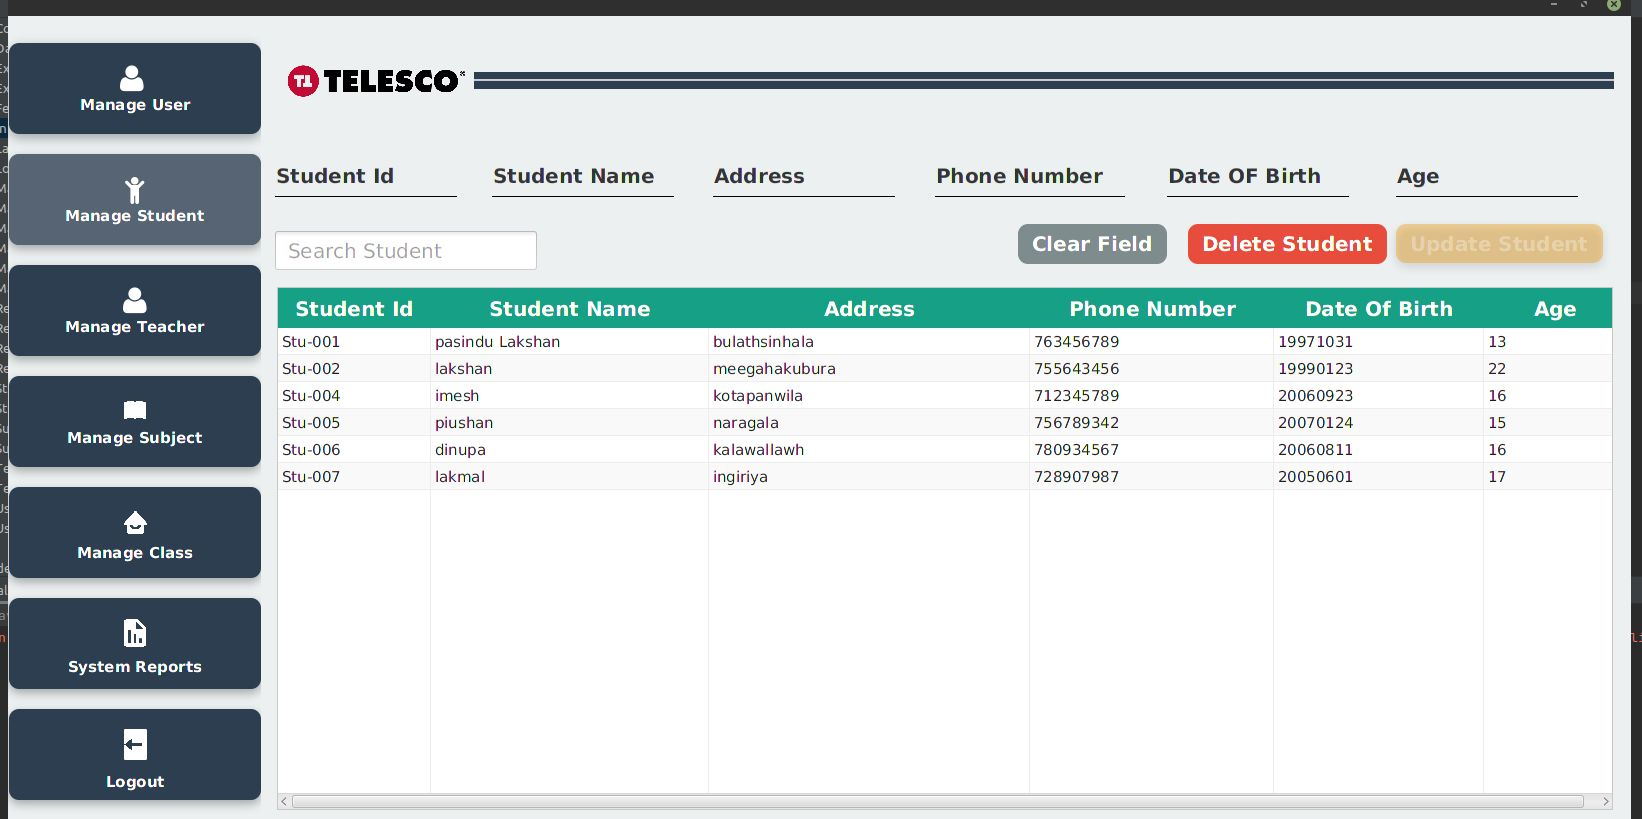 Manage User
Manage Student
Manage Teacher
Manage Subject
Manage Class
System Reports
Logout
T1 TELESCO
Student Id Student Name Address Phone Number Date OF Birth Age
Search Student Clear Field Delete Student Update Student
Student Id Student Name Address Phone Number Date Of Birth Age
Stu-001 pasindu Lakshan bulathsinhala 763456789 19971031 13
Stu-002 lakshan meegahakubura 755643456 19990123 22
Stu-004 imesh kotapanwila 712345789 20060923 16
Stu-005 piushan naragala 756789342 20070124 15
Stu-006 dinupa kalawallawh 780934567 20060811 16
Stu-007 lakmal ingiriya 728907987 20050601 17